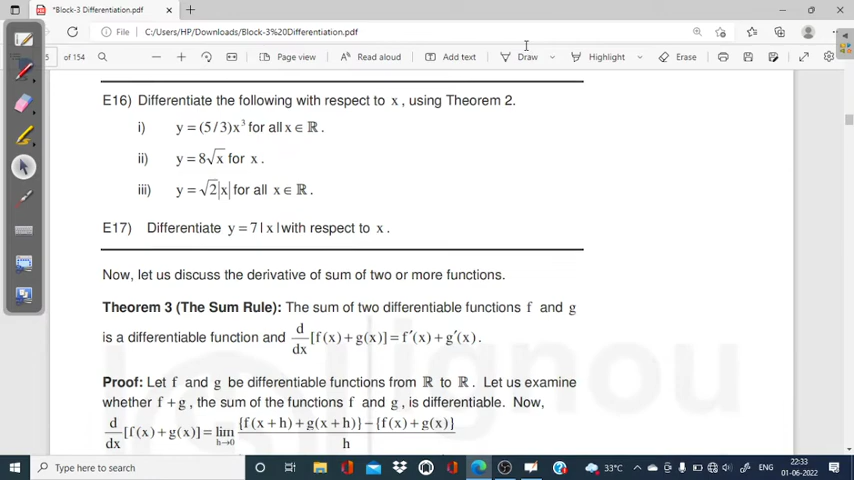 *Block-3 Differentiation.pdf
File
C:/Users/HP/Downloads/Block-3%20Differentiation.pdf
5 of 154
Page view
Read aloud
Add text
Draw
Highlight
Erase
E16) Differentiate the following with respect to x, using Theorem 2.
i) y = (5/3)x³ for all x ∈ ℝ.
ii) y = 8√x for x.
iii) y = √2|x| for all x ∈ ℝ.
E17) Differentiate y = 7 | x | with respect to x.
Now, let us discuss the derivative of sum of two or more functions.
Theorem 3 (The Sum Rule): The sum of two differentiable functions f and g
is a differentiable function and d/dx [f(x) + g(x)] = f′(x) + g′(x).
Proof: Let f and g be differentiable functions from ℝ to ℝ. Let us examine
whether f + g, the sum of the functions f and g, is differentiable. Now,
d/dx [f(x) + g(x)] = lim h→0 {f(x + h) + g(x + h)} − {f(x) + g(x)} / h
ignou
Type here to search
33°C
ENG
22:33
01-06-2022